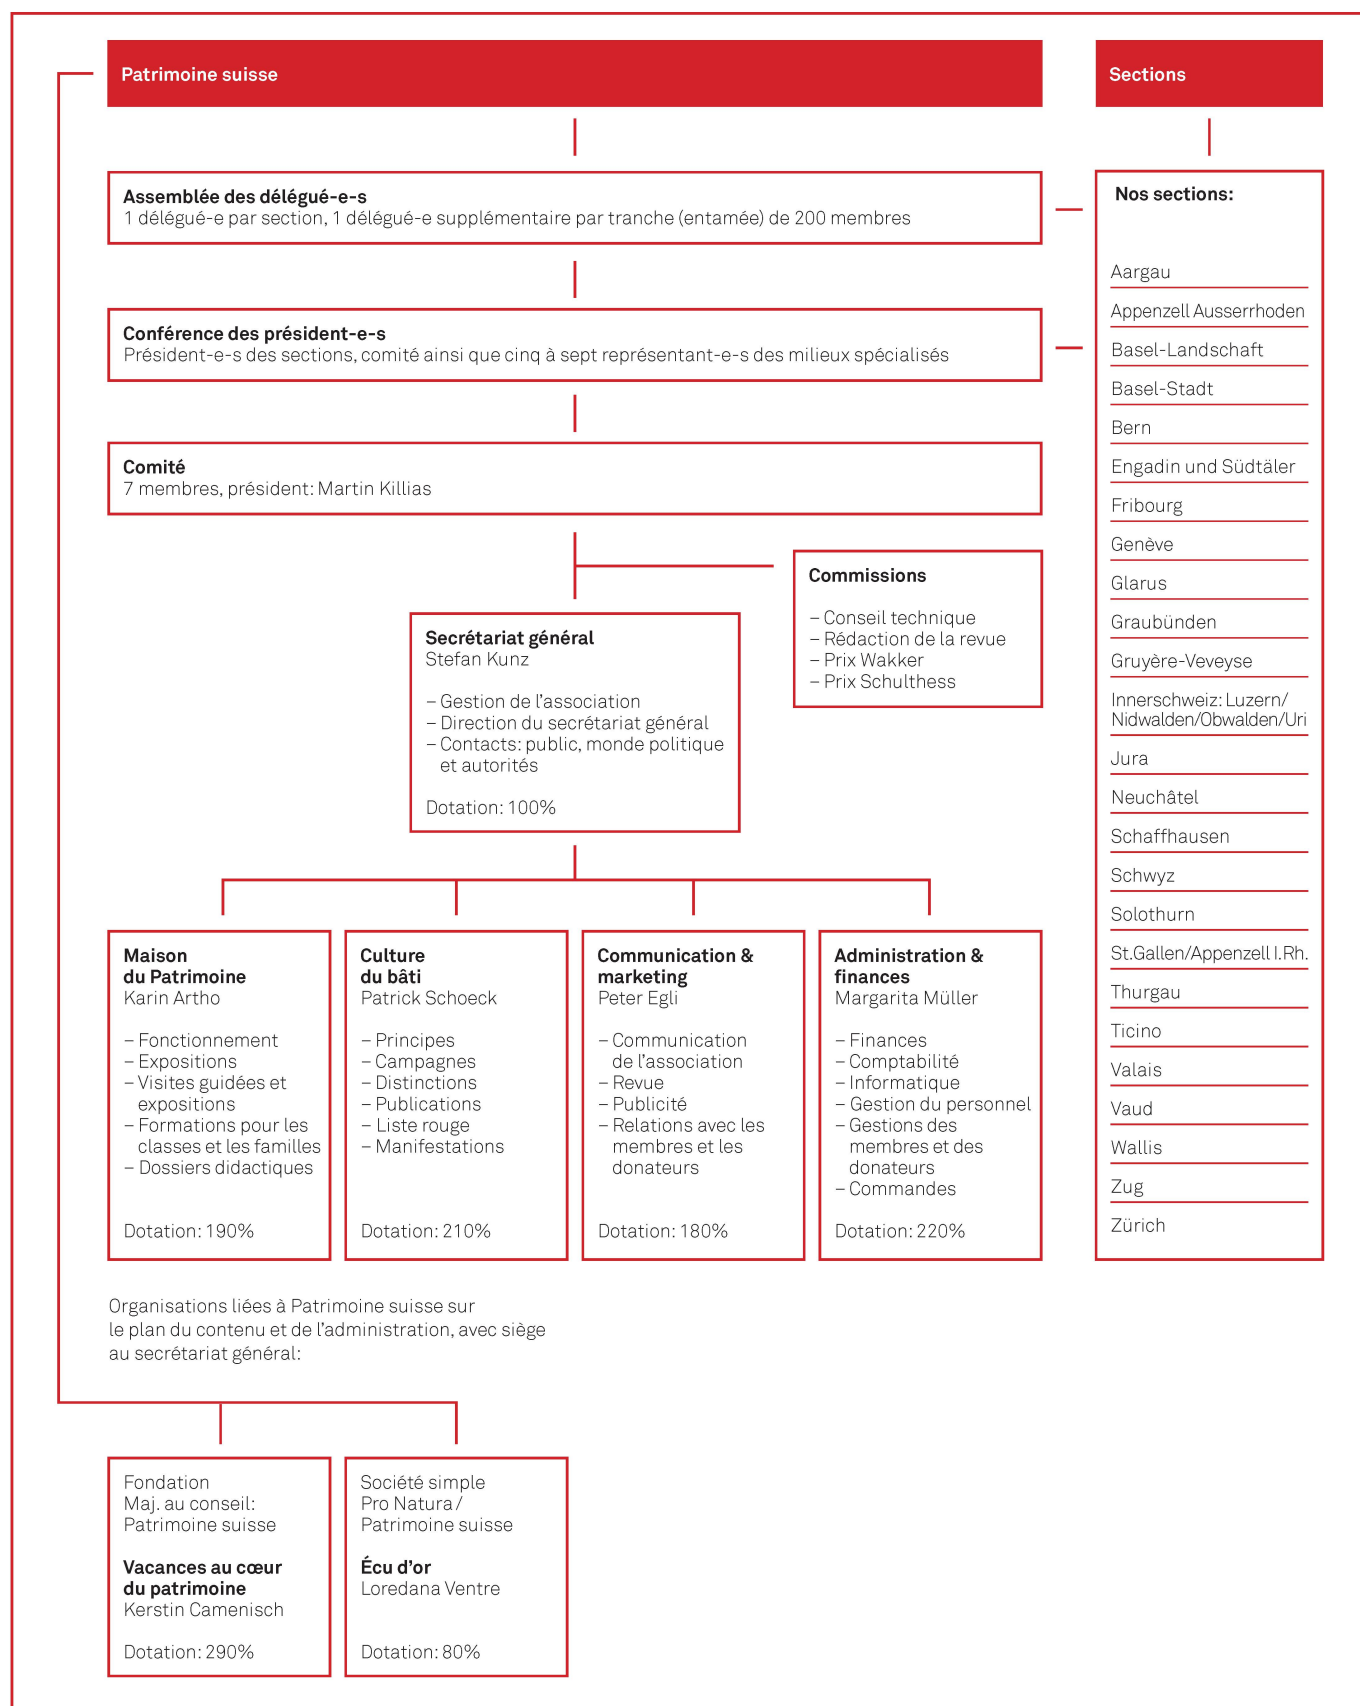 Patrimoine suisse
Assemblée des délégué-e-s
1 délégué-e par section, 1 délégué-e supplémentaire par tranche (entamée) de 200 membres
Conférence des président-e-s
Président-e-s des sections, comité ainsi que cinq à sept représentant-e-s des milieux spécialisés
Comité
7 membres, président: Martin Killias
Commissions
– Conseil technique
– Rédaction de la revue
– Prix Wakker
– Prix Schulthess
Secrétariat général
Stefan Kunz
– Gestion de l’association
– Direction du secrétariat général
– Contacts: public, monde politique
et autorités
Dotation: 100%
Maison
du Patrimoine
Karin Artho
– Fonctionnement
– Expositions
– Visites guidées et
expositions
– Formations pour les
classes et les familles
– Dossiers didactiques
Dotation: 190%
Culture
du bâti
Patrick Schoeck
– Principes
– Campagnes
– Distinctions
– Publications
– Liste rouge
– Manifestations
Dotation: 210%
Communication &
marketing
Peter Egli
– Communication
de l’association
– Revue
– Publicité
– Relations avec les
membres et les
donateurs
Dotation: 180%
Administration &
finances
Margarita Müller
– Finances
– Comptabilité
– Informatique
– Gestion du personnel
– Gestions des
membres et des
donateurs
– Commandes
Dotation: 220%
Organisations liées à Patrimoine suisse sur
le plan du contenu et de l’administration, avec siège
au secrétariat général:
Fondation
Maj. au conseil:
Patrimoine suisse
Vacances au cœur
du patrimoine
Kerstin Camenisch
Dotation: 290%
Société simple
Pro Natura /
Patrimoine suisse
Écu d’or
Loredana Ventre
Dotation: 80%
Sections
Nos sections:
Aargau
Appenzell Ausserrhoden
Basel-Landschaft
Basel-Stadt
Bern
Engadin und Südtäler
Fribourg
Genève
Glarus
Graubünden
Gruyère-Veveyse
Innerschweiz: Luzern/
Nidwalden/Obwalden/Uri
Jura
Neuchâtel
Schaffhausen
Schwyz
Solothurn
St.Gallen/Appenzell I.Rh.
Thurgau
Ticino
Valais
Vaud
Wallis
Zug
Zürich